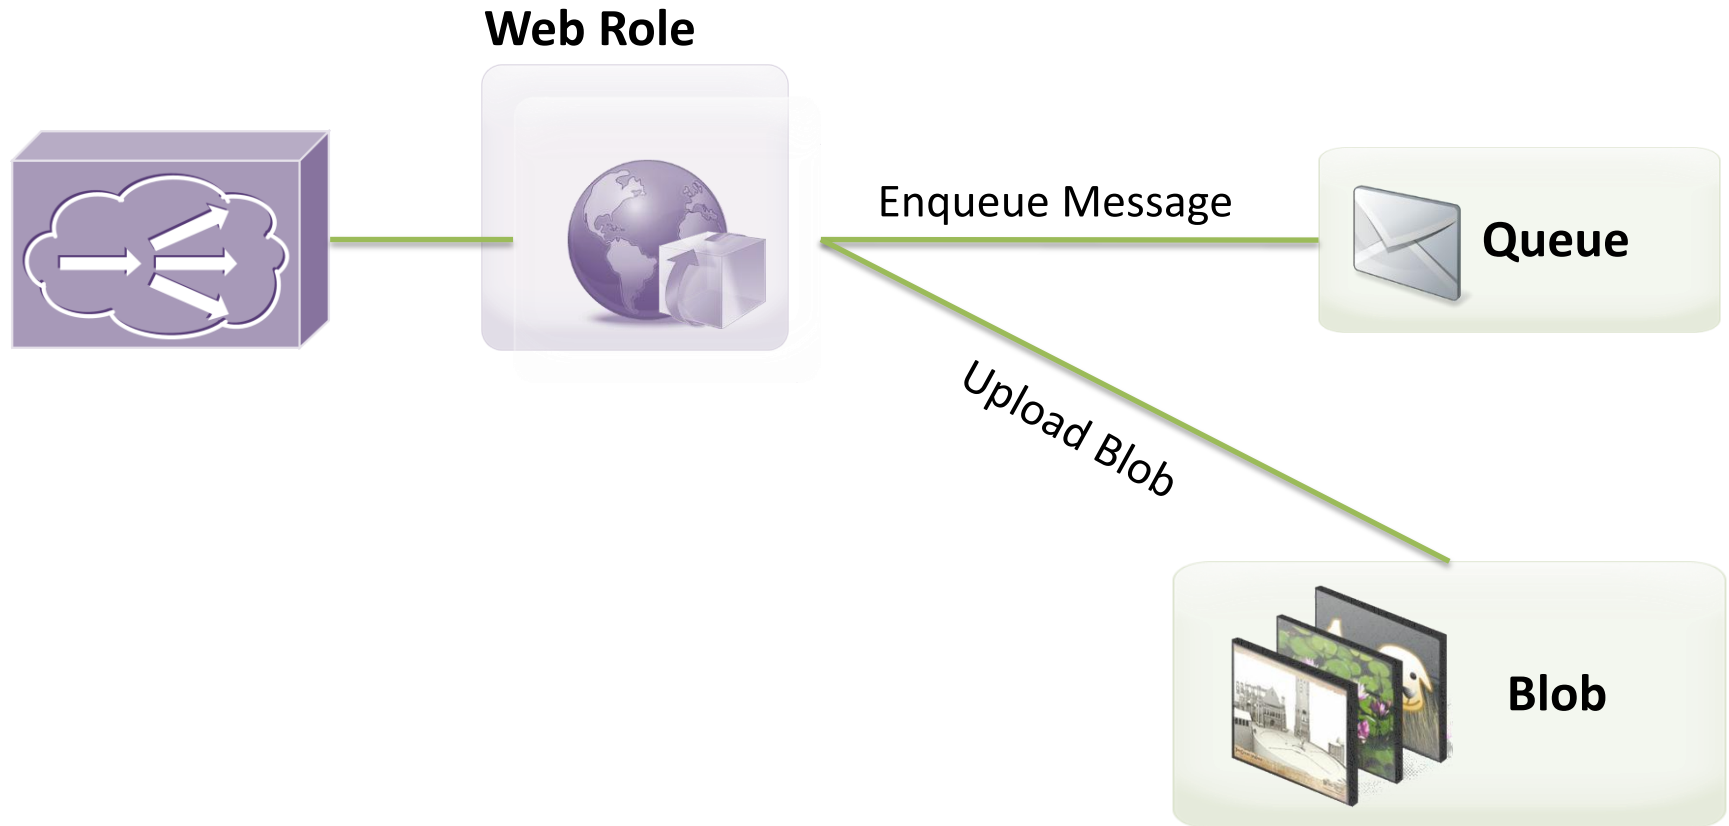 Web Role
Enqueue Message
Queue
Upload Blob
Blob